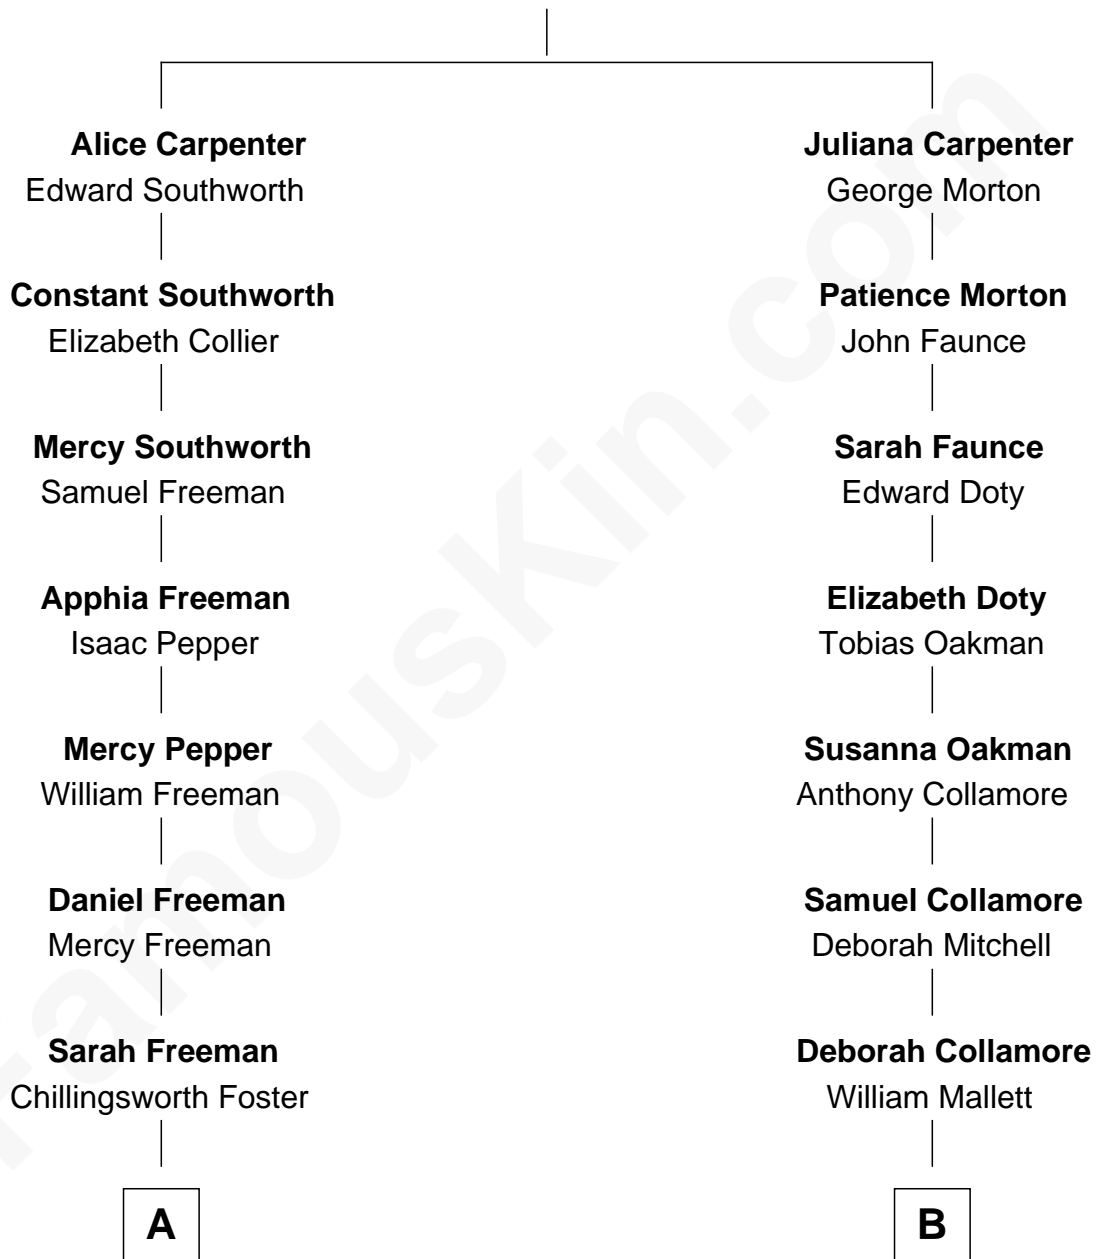 Alice Carpenter
Edward Southworth
Juliana Carpenter
George Morton
Constant Southworth
Elizabeth Collier
Patience Morton
John Faunce
Mercy Southworth
Samuel Freeman
Sarah Faunce
Edward Doty
Apphia Freeman
Isaac Pepper
Elizabeth Doty
Tobias Oakman
Mercy Pepper
William Freeman
Susanna Oakman
Anthony Collamore
Daniel Freeman
Mercy Freeman
Samuel Collamore
Deborah Mitchell
Sarah Freeman
Chillingsworth Foster
Deborah Collamore
William Mallett
A
B
FamousKin.com